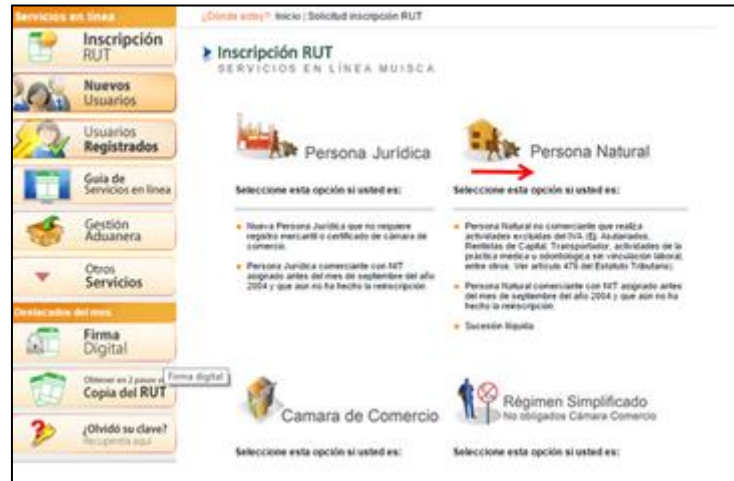 Servicios en línea
Inscripción
RUT
Nuevos
Usuarios
Usuarios
Registrados
Guía de
Servicios en línea
Gestión
Aduanera
Otros
Servicios
Destacados del mes
Firma
Digital
Obtener en 2 pasos
Copia del RUT
Firma digital
¿Olvidó su clave?
Recupérela aquí
¿Dónde estoy?: Inicio | Solicitud inscripción RUT
Inscripción RUT
SERVICIOS EN LÍNEA MUISCA
Persona Jurídica
Seleccione esta opción si usted es:
Nueva Persona Jurídica que no requiere
registro mercantil o certificado de cámara de
comercio.
Persona Jurídica comerciante con NIT
asignado antes del mes de septiembre del año
2004 y que aún no ha hecho la reinscripción.
Persona Natural
Seleccione esta opción si usted es:
Persona Natural no comerciante que realiza
actividades excluidas del IVA (Ej. Asalariados,
Rentistas de Capital, Transportador, actividades de la
práctica médica u odontológica sin vinculación laboral,
entre otros. Ver artículo 476 del Estatuto Tributario).
Persona Natural comerciante con NIT asignado antes
del mes de septiembre del año 2004 y que aún no ha
hecho la reinscripción.
Sucesión Ilíquida
Camara de Comercio
Seleccione esta opción si usted es:
Régimen Simplificado
No obligados Cámara Comercio
Seleccione esta opción si usted es: